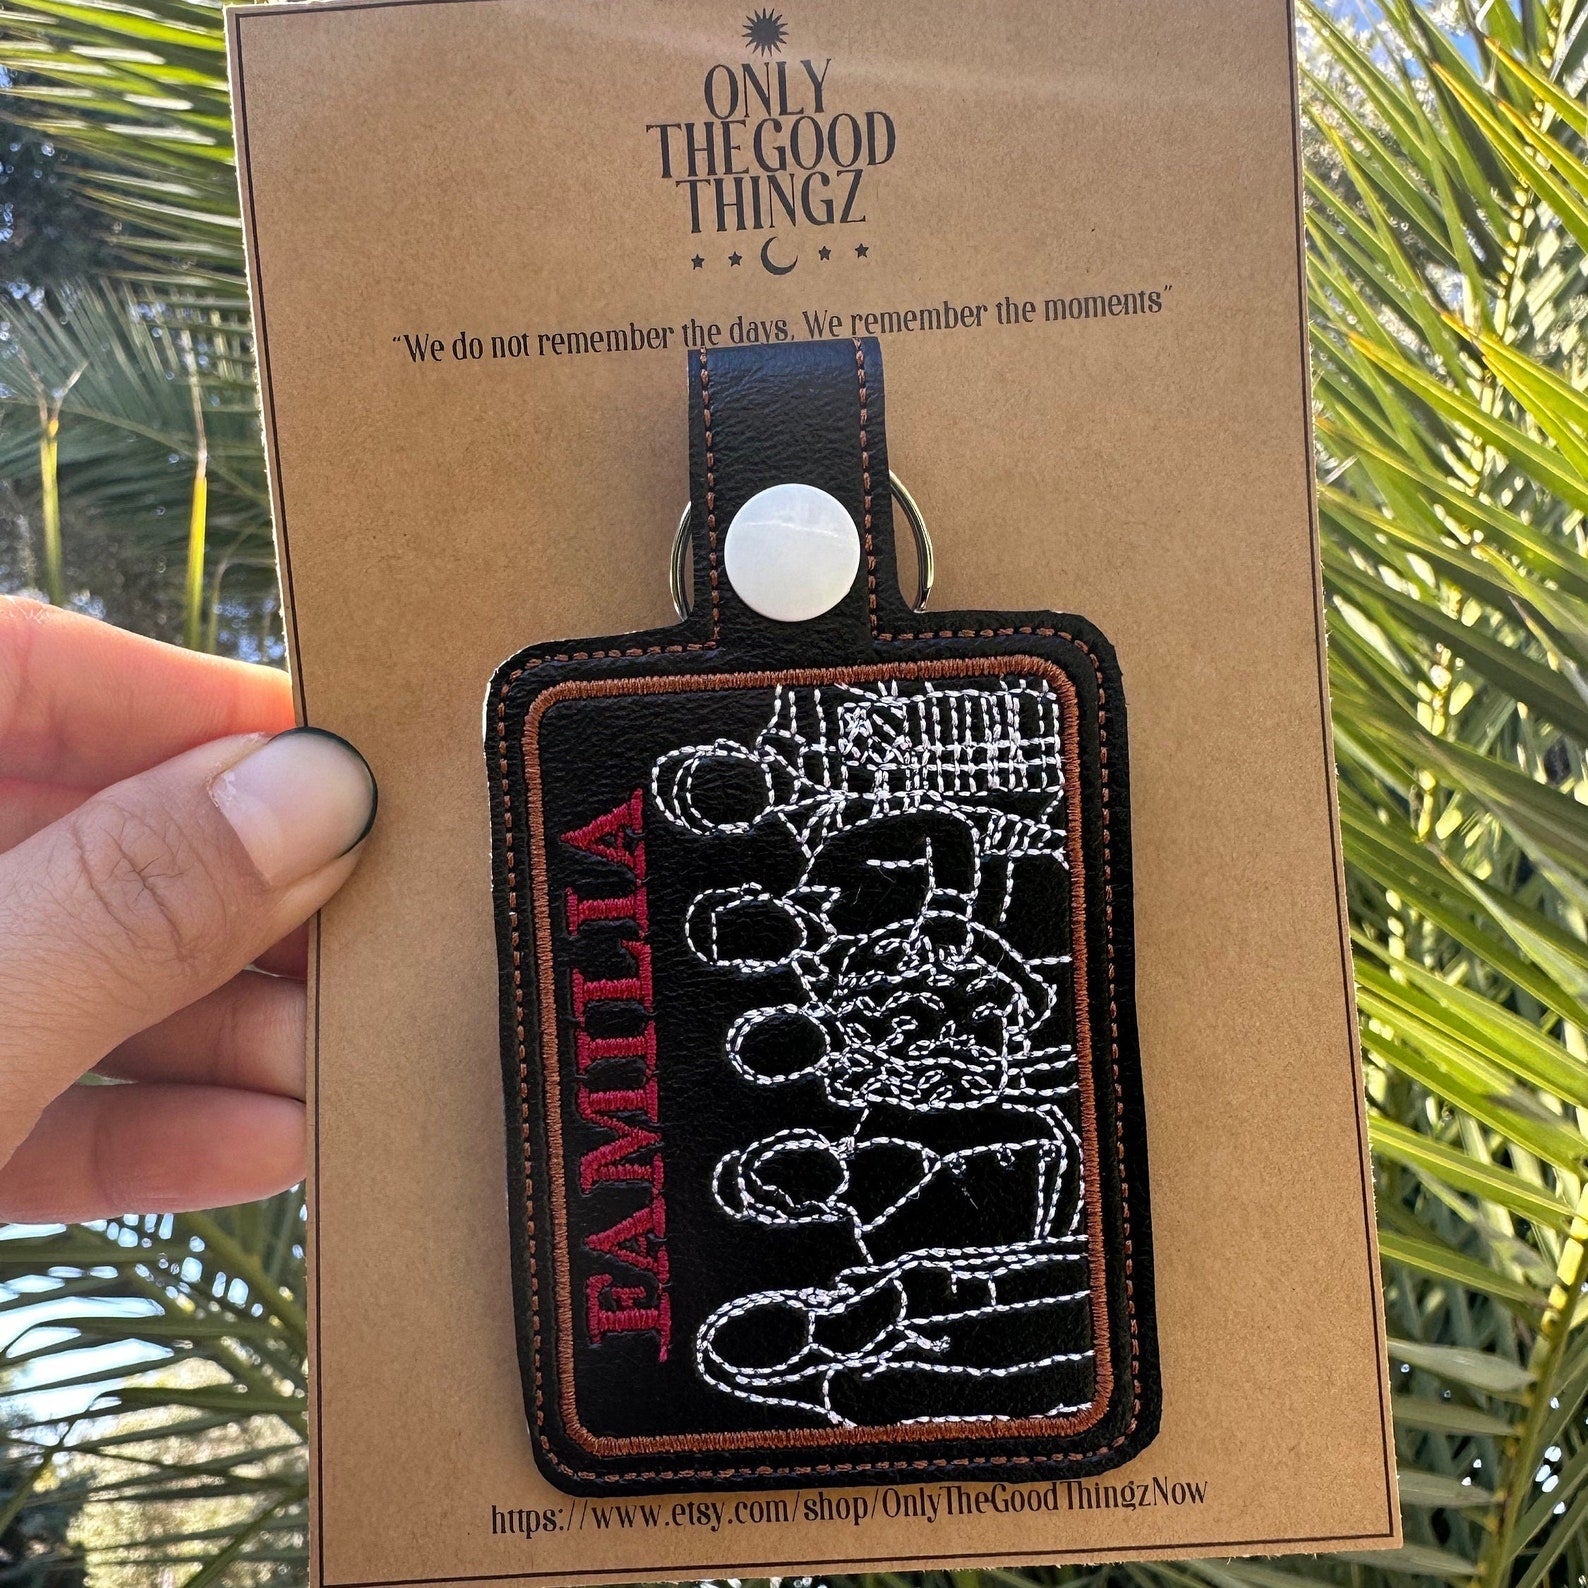 ONLY
THE GOOD
THINGZ
“We do not remember the days, We remember the moments”
FAMILIA
https://www.etsy.com/shop/OnlyTheGoodThingzNow